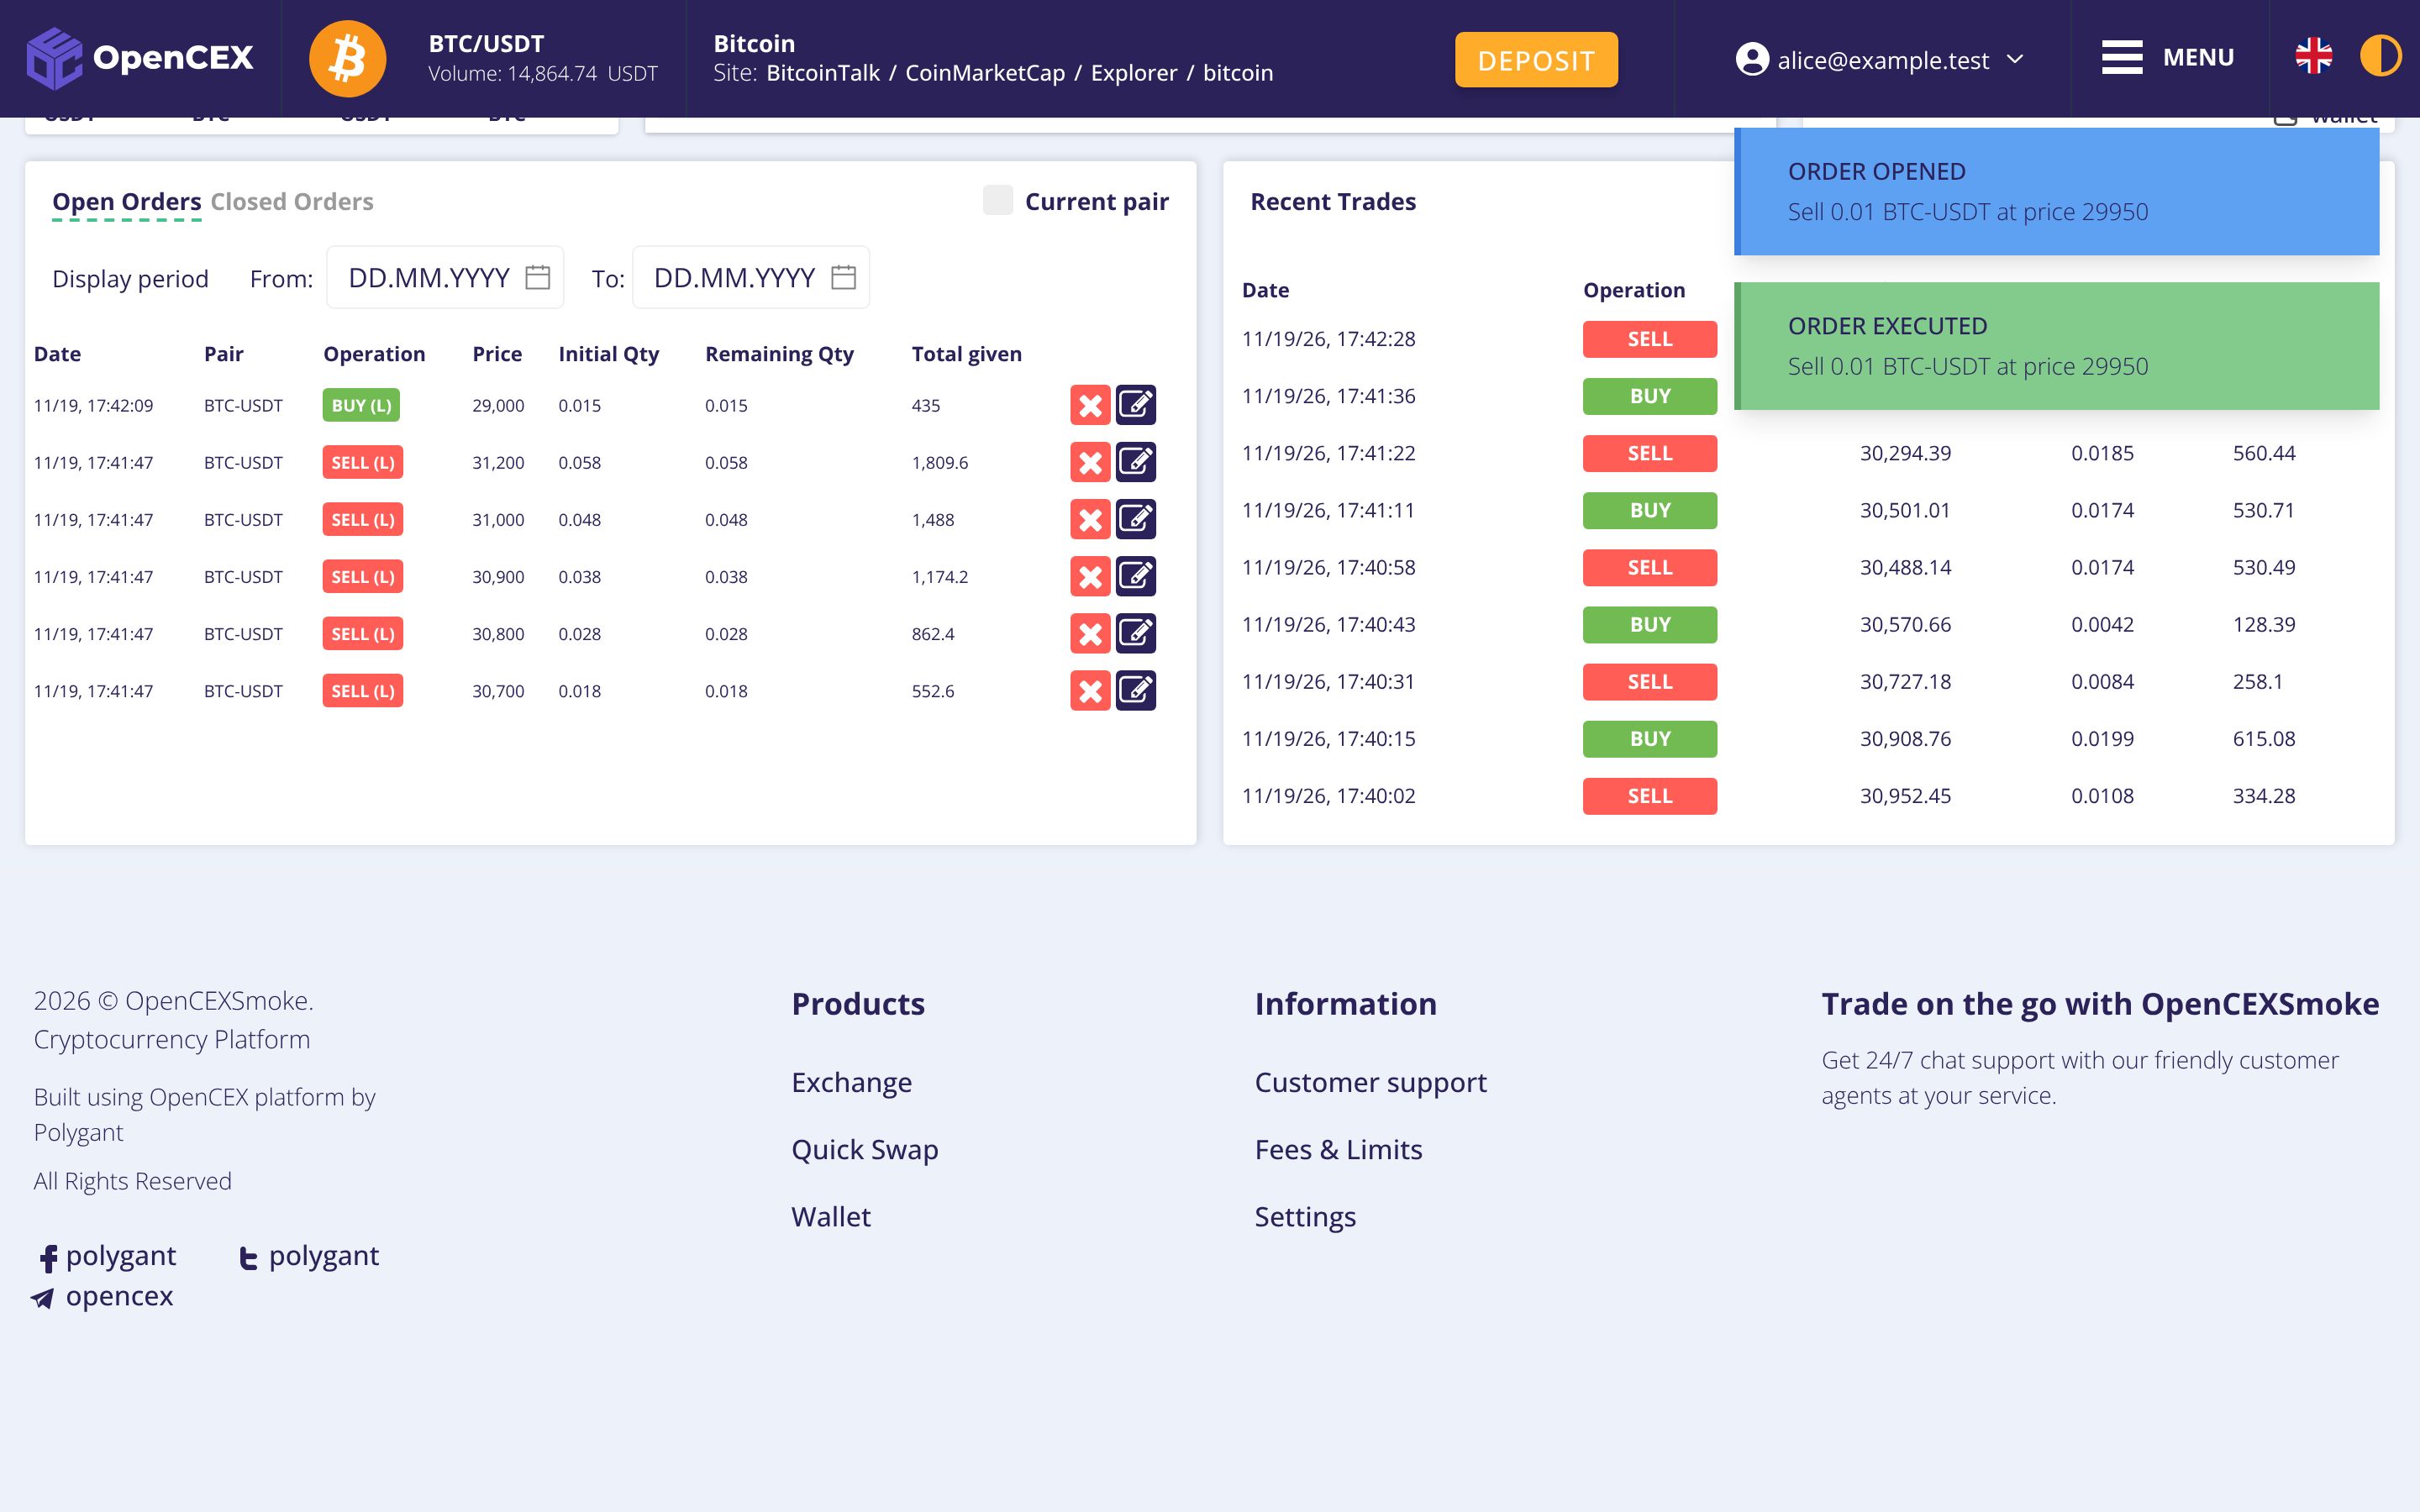 OpenCEX
BTC/USDT
Volume: 14,864.74 USDT
Bitcoin
Site: BitcoinTalk / CoinMarketCap / Explorer / bitcoin
DEPOSIT
alice@example.test
MENU
USDT BTC USDT BTC
Wallet
Open Orders Closed Orders
Current pair
Display period From: DD.MM.YYYY To: DD.MM.YYYY
Date Pair Operation Price Initial Qty Remaining Qty Total given
11/19, 17:42:09 BTC-USDT BUY (L) 29,000 0.015 0.015 435
11/19, 17:41:47 BTC-USDT SELL (L) 31,200 0.058 0.058 1,809.6
11/19, 17:41:47 BTC-USDT SELL (L) 31,000 0.048 0.048 1,488
11/19, 17:41:47 BTC-USDT SELL (L) 30,900 0.038 0.038 1,174.2
11/19, 17:41:47 BTC-USDT SELL (L) 30,800 0.028 0.028 862.4
11/19, 17:41:47 BTC-USDT SELL (L) 30,700 0.018 0.018 552.6
Recent Trades
Date Operation
11/19/26, 17:42:28 SELL
11/19/26, 17:41:36 BUY
11/19/26, 17:41:22 SELL 30,294.39 0.0185 560.44
11/19/26, 17:41:11 BUY 30,501.01 0.0174 530.71
11/19/26, 17:40:58 SELL 30,488.14 0.0174 530.49
11/19/26, 17:40:43 BUY 30,570.66 0.0042 128.39
11/19/26, 17:40:31 SELL 30,727.18 0.0084 258.1
11/19/26, 17:40:15 BUY 30,908.76 0.0199 615.08
11/19/26, 17:40:02 SELL 30,952.45 0.0108 334.28
ORDER OPENED
Sell 0.01 BTC-USDT at price 29950
ORDER EXECUTED
Sell 0.01 BTC-USDT at price 29950
2026 © OpenCEXSmoke.
Cryptocurrency Platform
Built using OpenCEX platform by
Polygant
All Rights Reserved
polygant polygant
opencex
Products
Exchange
Quick Swap
Wallet
Information
Customer support
Fees & Limits
Settings
Trade on the go with OpenCEXSmoke
Get 24/7 chat support with our friendly customer
agents at your service.